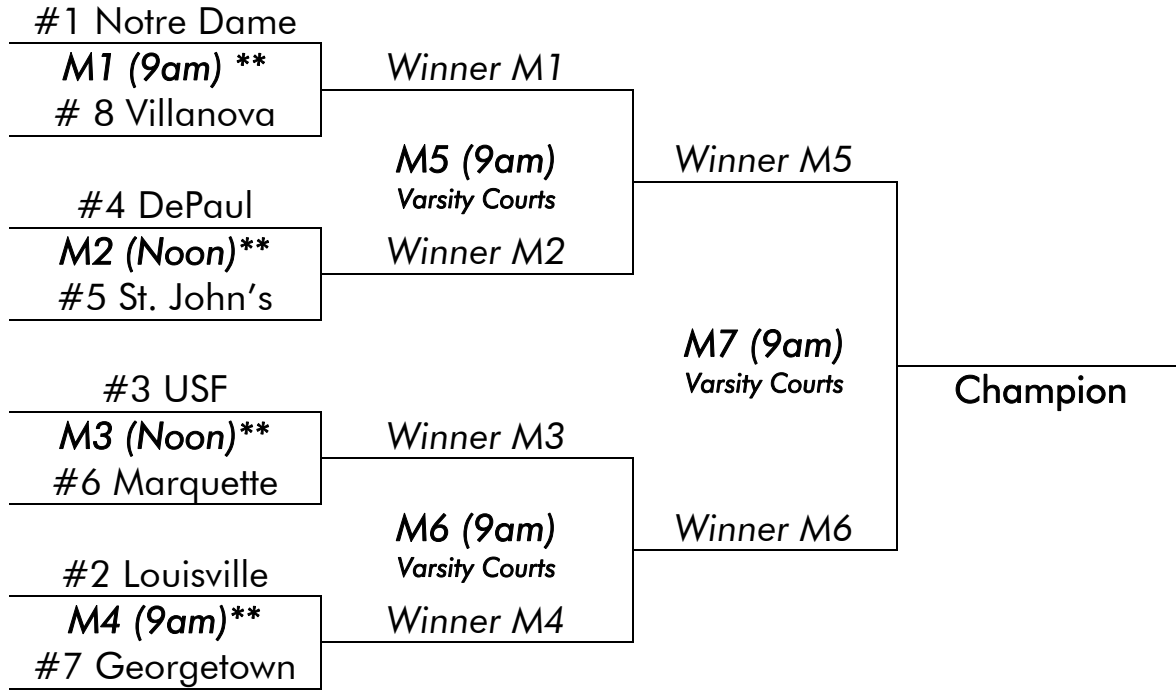 #1 Notre Dame
M1 (9am) **
# 8 Villanova
Winner M1
M5 (9am)
Varsity Courts
Winner M5
#4 DePaul
M2 (Noon)**
#5 St. John’s
Winner M2
M7 (9am)
Varsity Courts
Champion
#3 USF
M3 (Noon)**
#6 Marquette
Winner M3
M6 (9am)
Varsity Courts
Winner M6
#2 Louisville
M4 (9am)**
#7 Georgetown
Winner M4